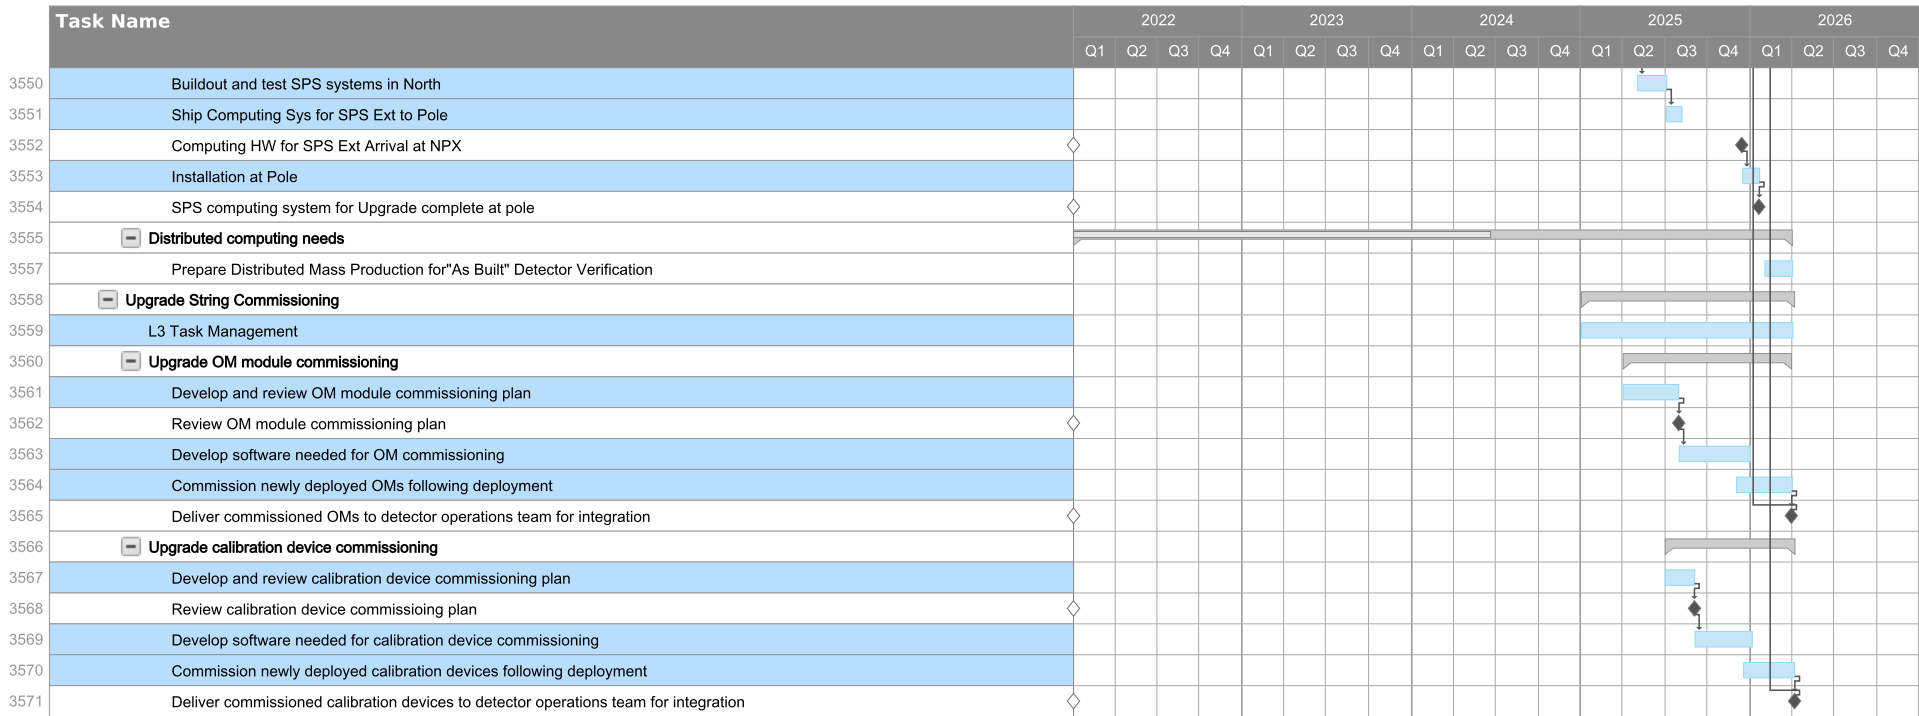 Task Name
2022 2023 2024 2025 2026
Q1 Q2 Q3 Q4 Q1 Q2 Q3 Q4 Q1 Q2 Q3 Q4 Q1 Q2 Q3 Q4 Q1 Q2 Q3 Q4
3550 Buildout and test SPS systems in North
3551 Ship Computing Sys for SPS Ext to Pole
3552 Computing HW for SPS Ext Arrival at NPX
3553 Installation at Pole
3554 SPS computing system for Upgrade complete at pole
3555 Distributed computing needs
3557 Prepare Distributed Mass Production for"As Built" Detector Verification
3558 Upgrade String Commissioning
3559 L3 Task Management
3560 Upgrade OM module commissioning
3561 Develop and review OM module commissioning plan
3562 Review OM module commissioning plan
3563 Develop software needed for OM commissioning
3564 Commission newly deployed OMs following deployment
3565 Deliver commissioned OMs to detector operations team for integration
3566 Upgrade calibration device commissioning
3567 Develop and review calibration device commissioning plan
3568 Review calibration device commissioing plan
3569 Develop software needed for calibration device commissioning
3570 Commission newly deployed calibration devices following deployment
3571 Deliver commissioned calibration devices to detector operations team for integration